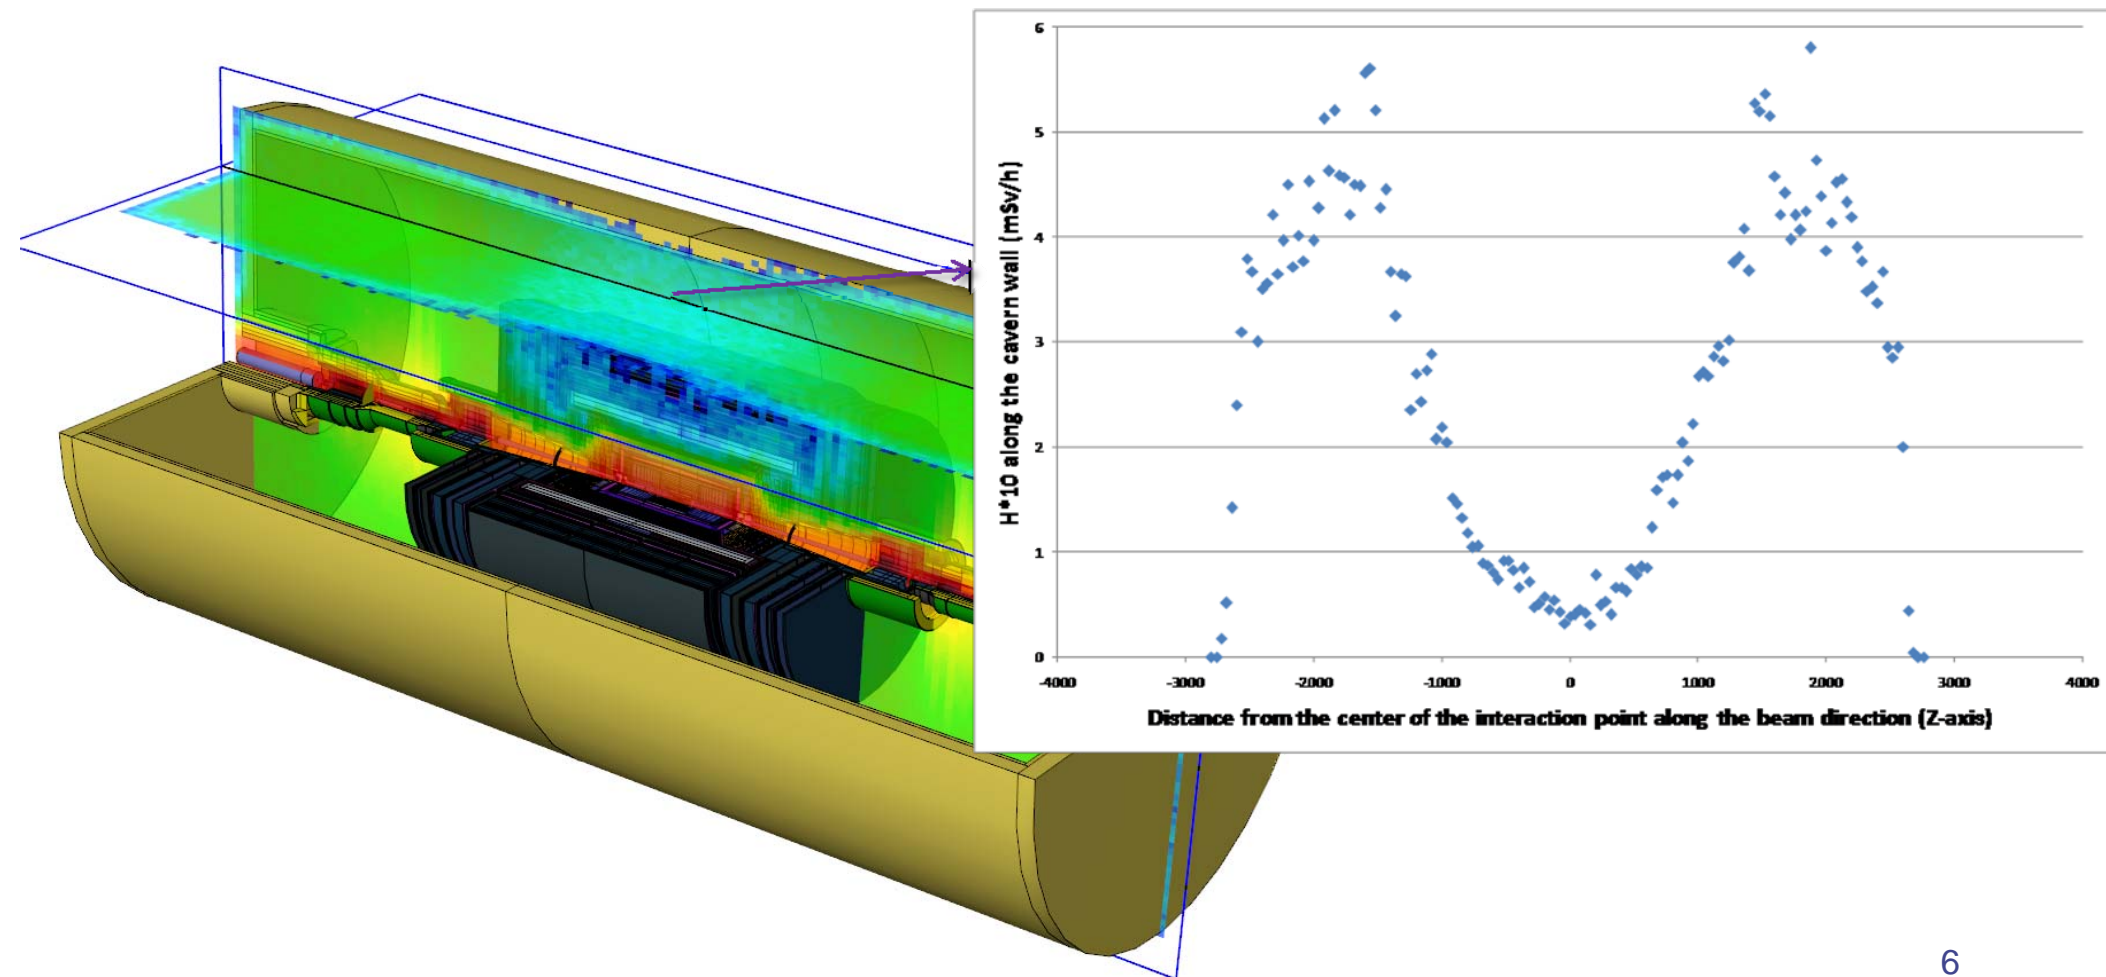 6
5
4
3
2
1
0
H*10 along the cavern wall (mSv/h)
-4000 -3000 -2000 -1000 0 1000 2000 3000 4000
Distance from the center of the interaction point along the beam direction (Z-axis)
6